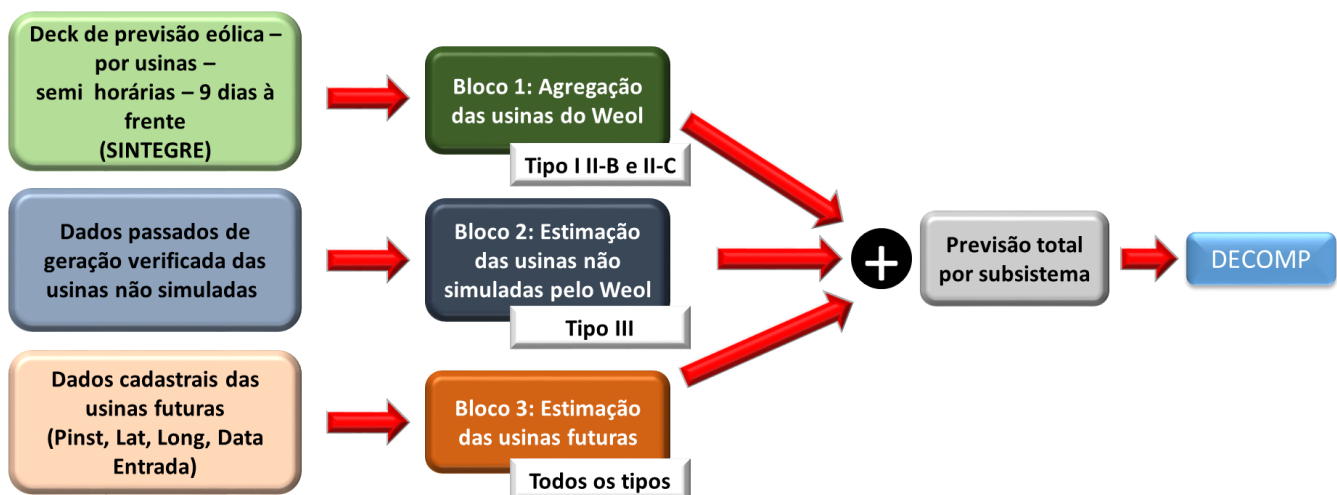 Deck de previsão eólica –
por usinas –
semi horárias – 9 dias à
frente
(SINTEGRE)
Bloco 1: Agregação
das usinas do Weol
Tipo I II-B e II-C
Dados passados de
geração verificada das
usinas não simuladas
Bloco 2: Estimação
das usinas não
simuladas pelo Weol
Tipo III
Dados cadastrais das
usinas futuras
(Pinst, Lat, Long, Data
Entrada)
Bloco 3: Estimação
das usinas futuras
Todos os tipos
+
Previsão total
por subsistema
DECOMP